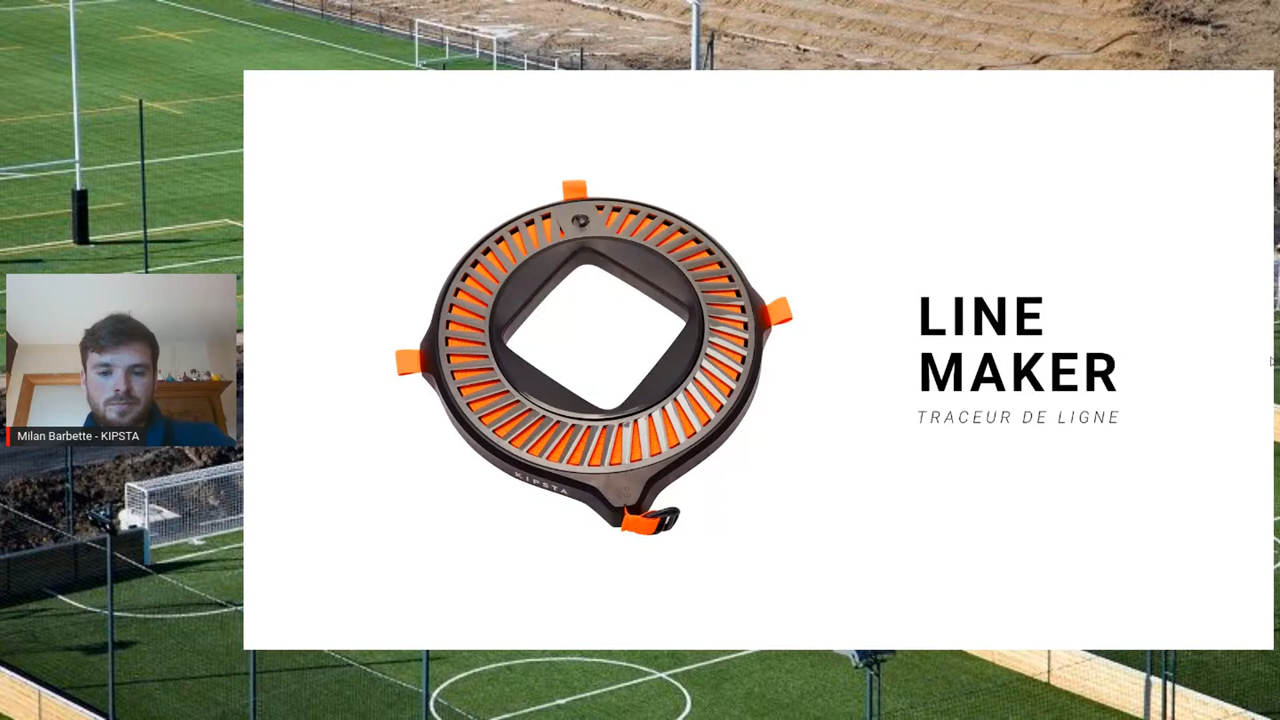 LINE
MAKER
TRACEUR DE LIGNE
KIPSTA
Milan Barbette - KIPSTA